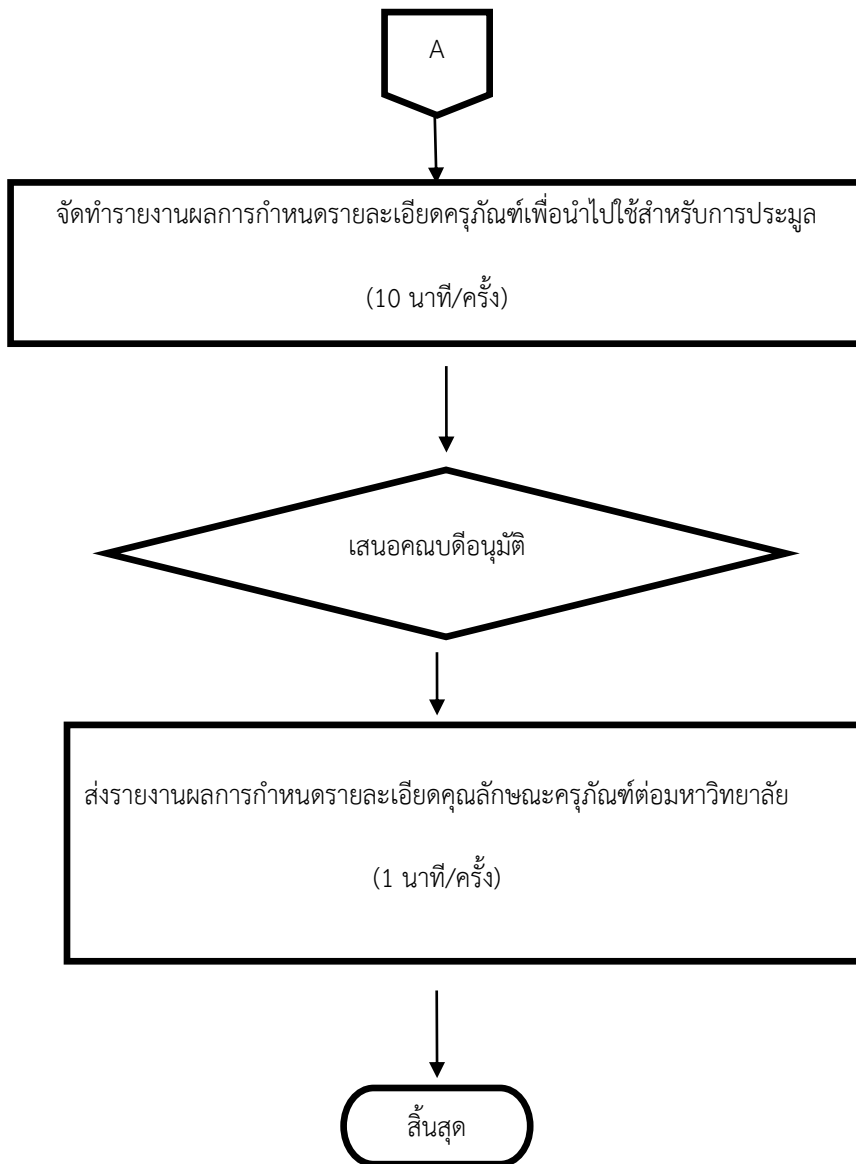 A
จัดทำรายงานผลการกำหนดรายละเอียดครุภัณฑ์เพื่อนำไปใช้สำหรับการประมูล
(10 นาที/ครั้ง)
เสนอคณบดีอนุมัติ
ส่งรายงานผลการกำหนดรายละเอียดคุณลักษณะครุภัณฑ์ต่อมหาวิทยาลัย
(1 นาที/ครั้ง)
สิ้นสุด